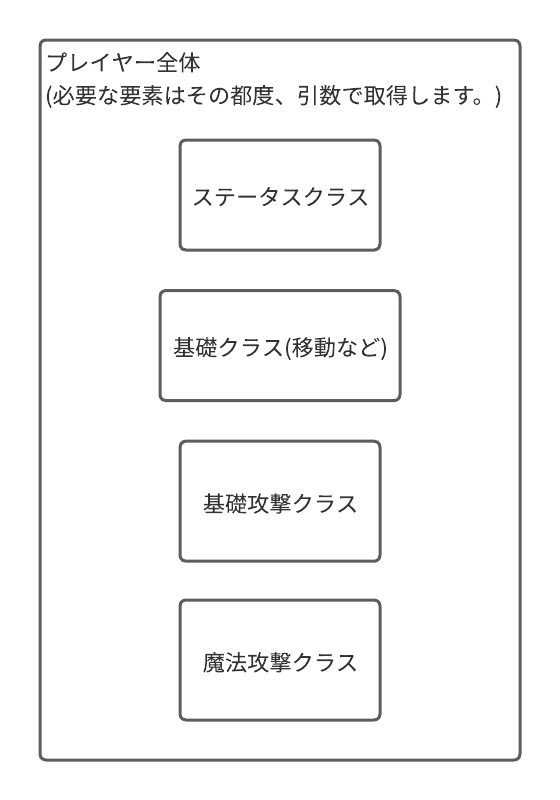 プレイヤー全体
(必要な要素はその都度、引数で取得します。)
ステータスクラス
基礎クラス(移動など)
基礎攻撃クラス
魔法攻撃クラス